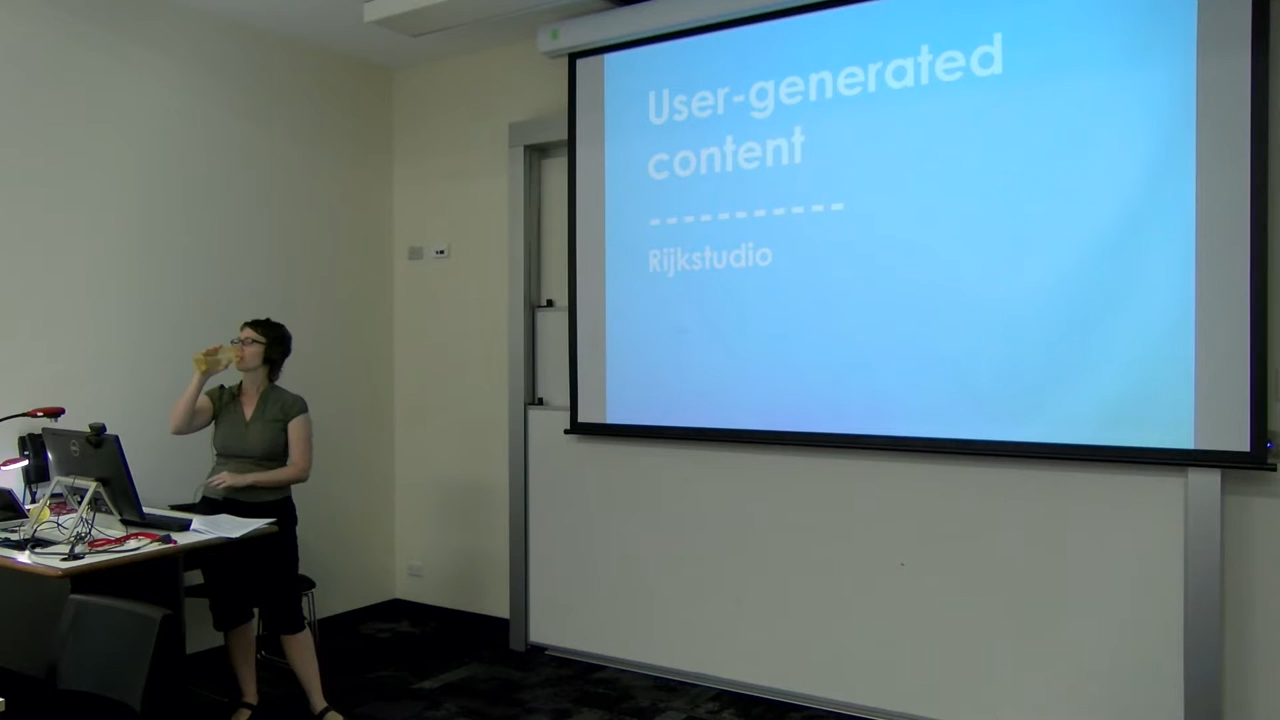 User-generated
content
-----------
Rijkstudio